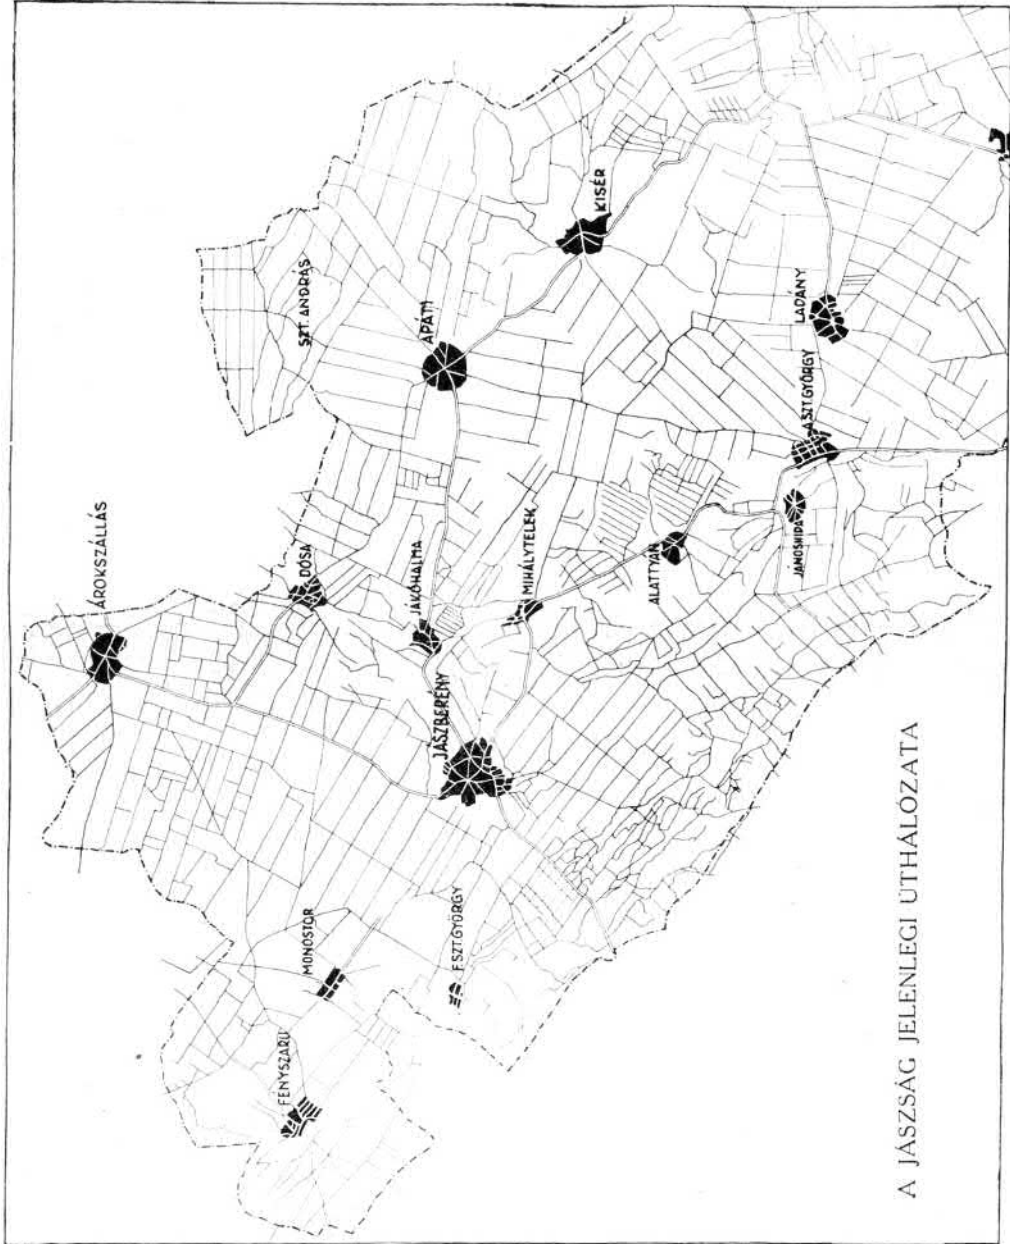 ÁROKSZÁLLÁS
SZT. ANDRÁS
DÓSA
APÁTI
JÁKÓHALMA
KISÉR
MONOSTOR
FÉNYSZARU
JÁSZBERÉNY
MIHÁLYTELEK
F.SZT.GYÖRGY
ALATTYÁN
A.SZT.GYÖRGY
LADÁNY
JÁNOSHIDA
A JÁSZSÁG JELENLEGI ÚTHÁLÓZATA